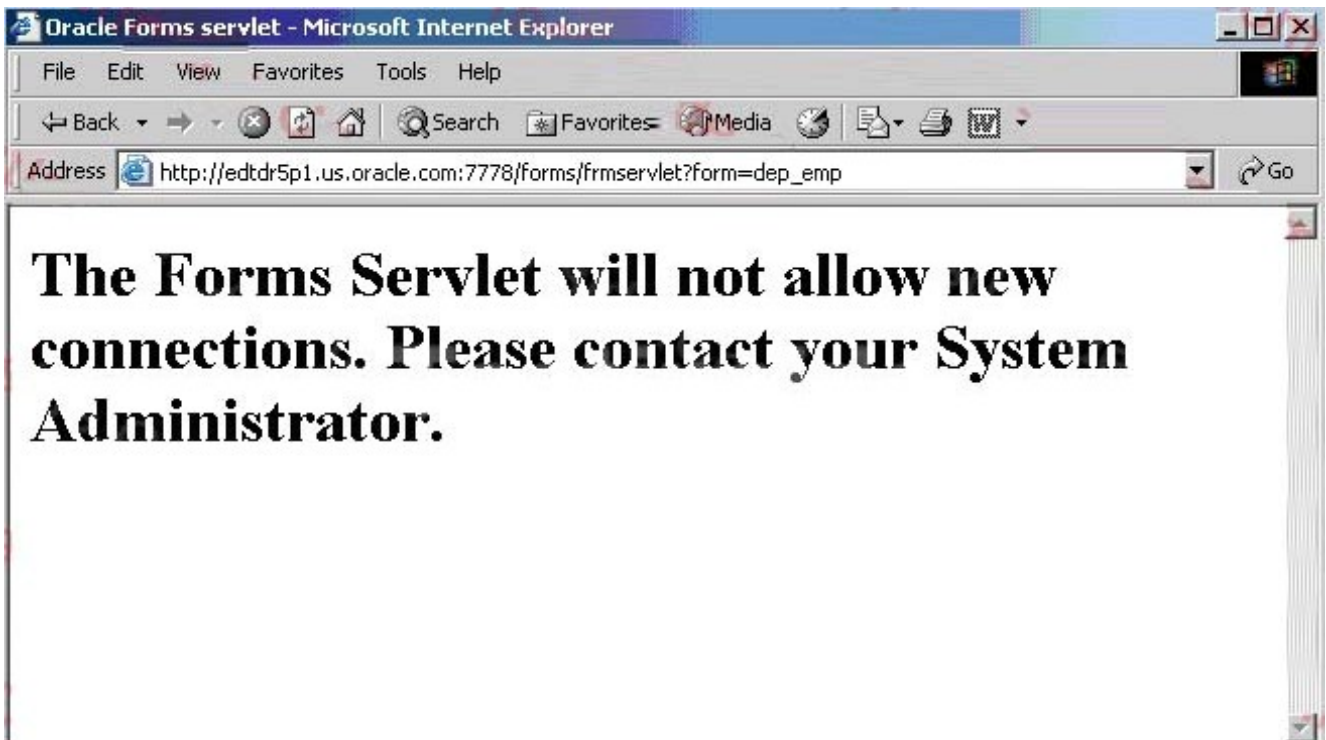 Oracle Forms servlet - Microsoft Internet Explorer
File Edit View Favorites Tools Help
Back Search Favorites Media
Address http://edtdr5p1.us.oracle.com:7778/forms/frmservlet?form=dep_emp Go
The Forms Servlet will not allow new
connections. Please contact your System
Administrator.